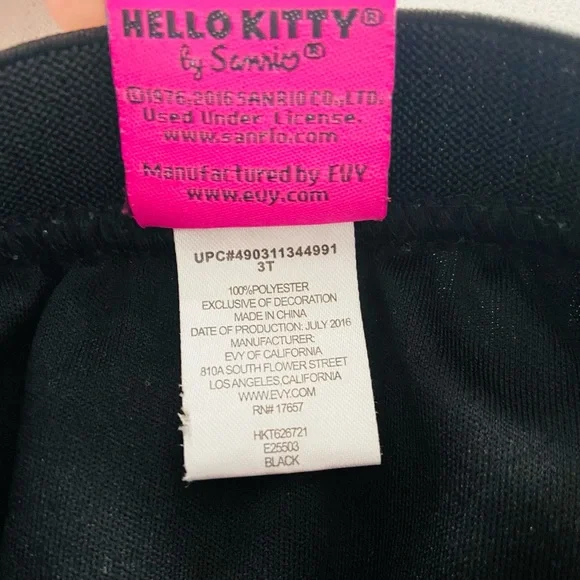 HELLO KITTY®
by Sanrio®
©1976, 2016 SANRIO CO., LTD.
Used Under License.
www.sanrio.com
Manufactured by EVY
www.evy.com
UPC#490311344991
3T
100%POLYESTER
EXCLUSIVE OF DECORATION
MADE IN CHINA
DATE OF PRODUCTION: JULY 2016
MANUFACTURER:
EVY OF CALIFORNIA
810A SOUTH FLOWER STREET
LOS ANGELES,CALIFORNIA
WWW.EVY.COM
RN# 17657
HKT626721
E25503
BLACK